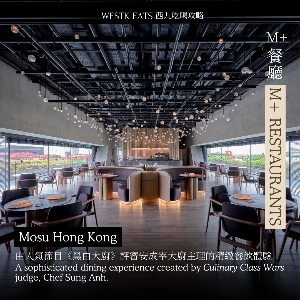 WESTK EATS 西九吃喝攻略
M+ 餐廳
M+ RESTAURANTS
Mosu Hong Kong
由人氣節目《黑白大廚》評審安成宰大廚主理的精緻餐飲體驗
A sophisticated dining experience created by Culinary Class Wars
judge, Chef Sung Anh.